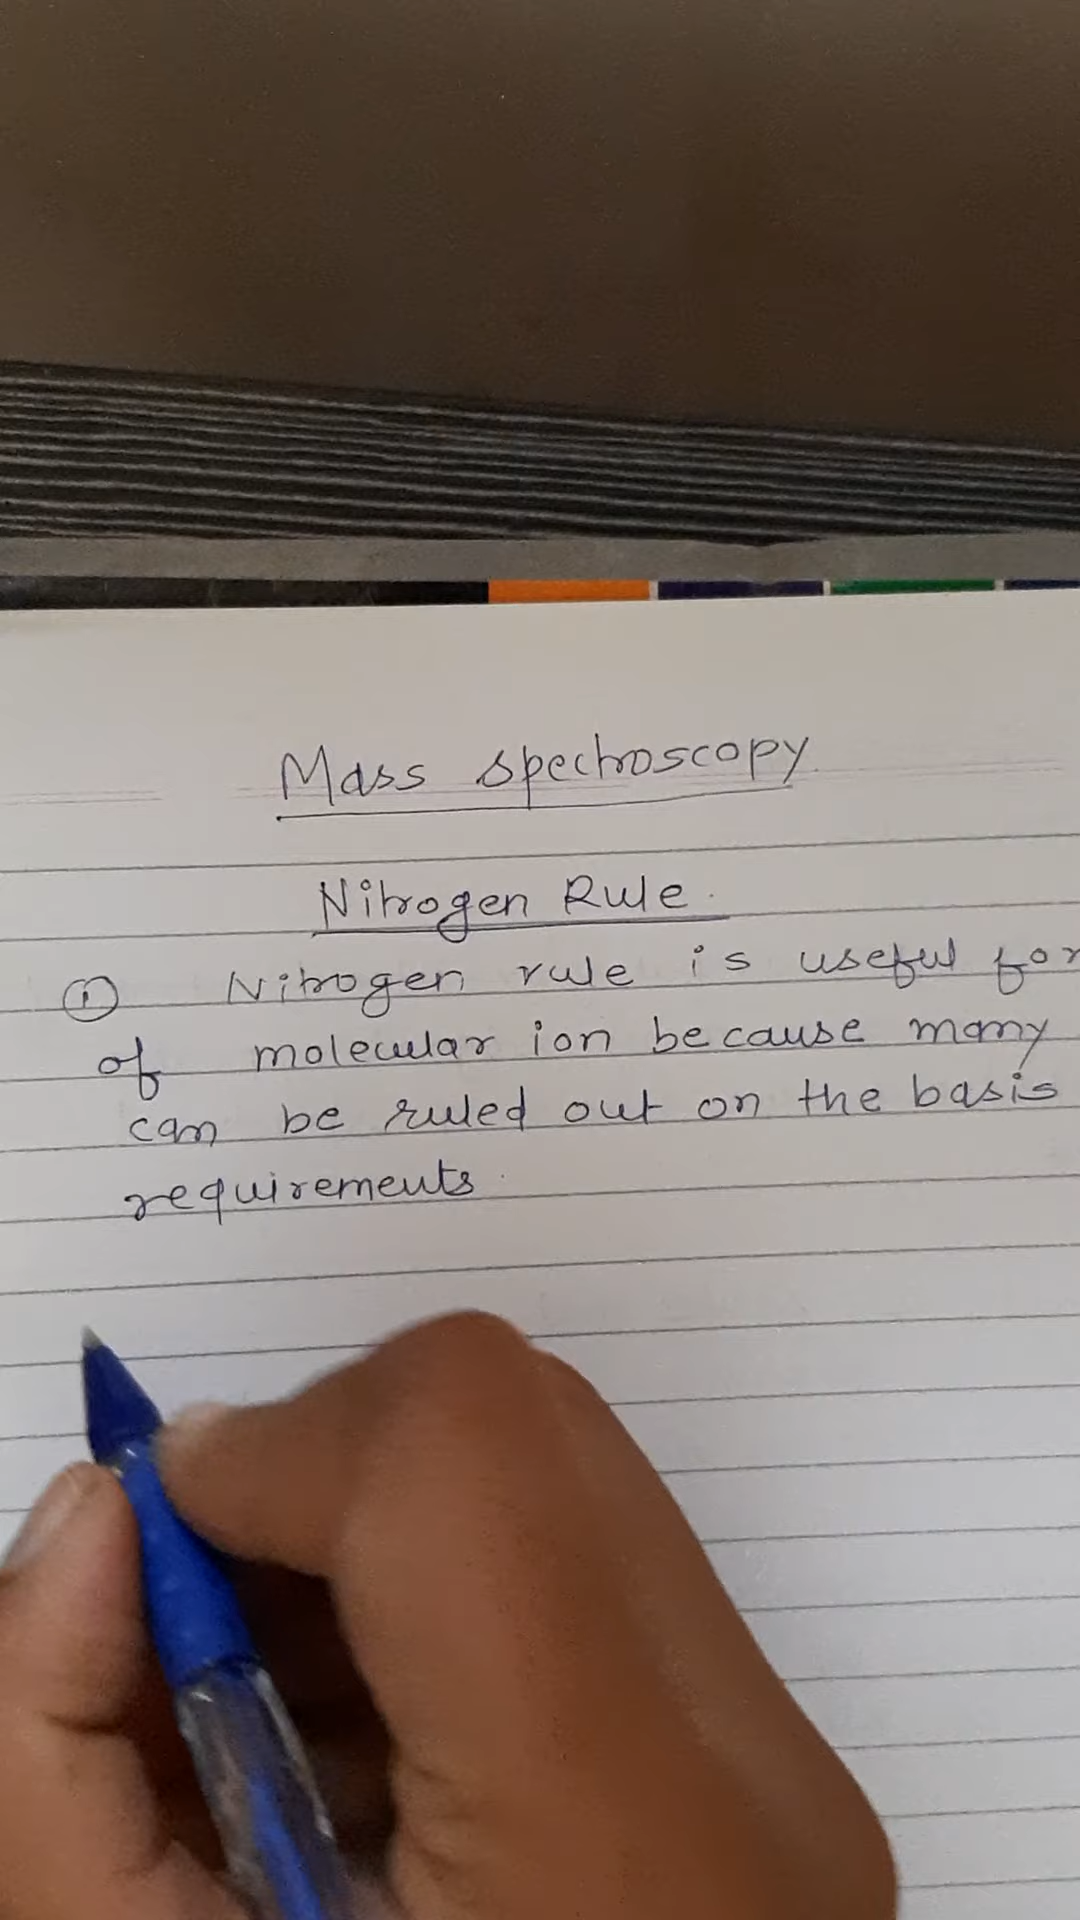 Mass spectroscopy
Nitrogen Rule.
① Nitrogen rule is useful for
of molecular ion because many
can be ruled out on the basis
requirements.